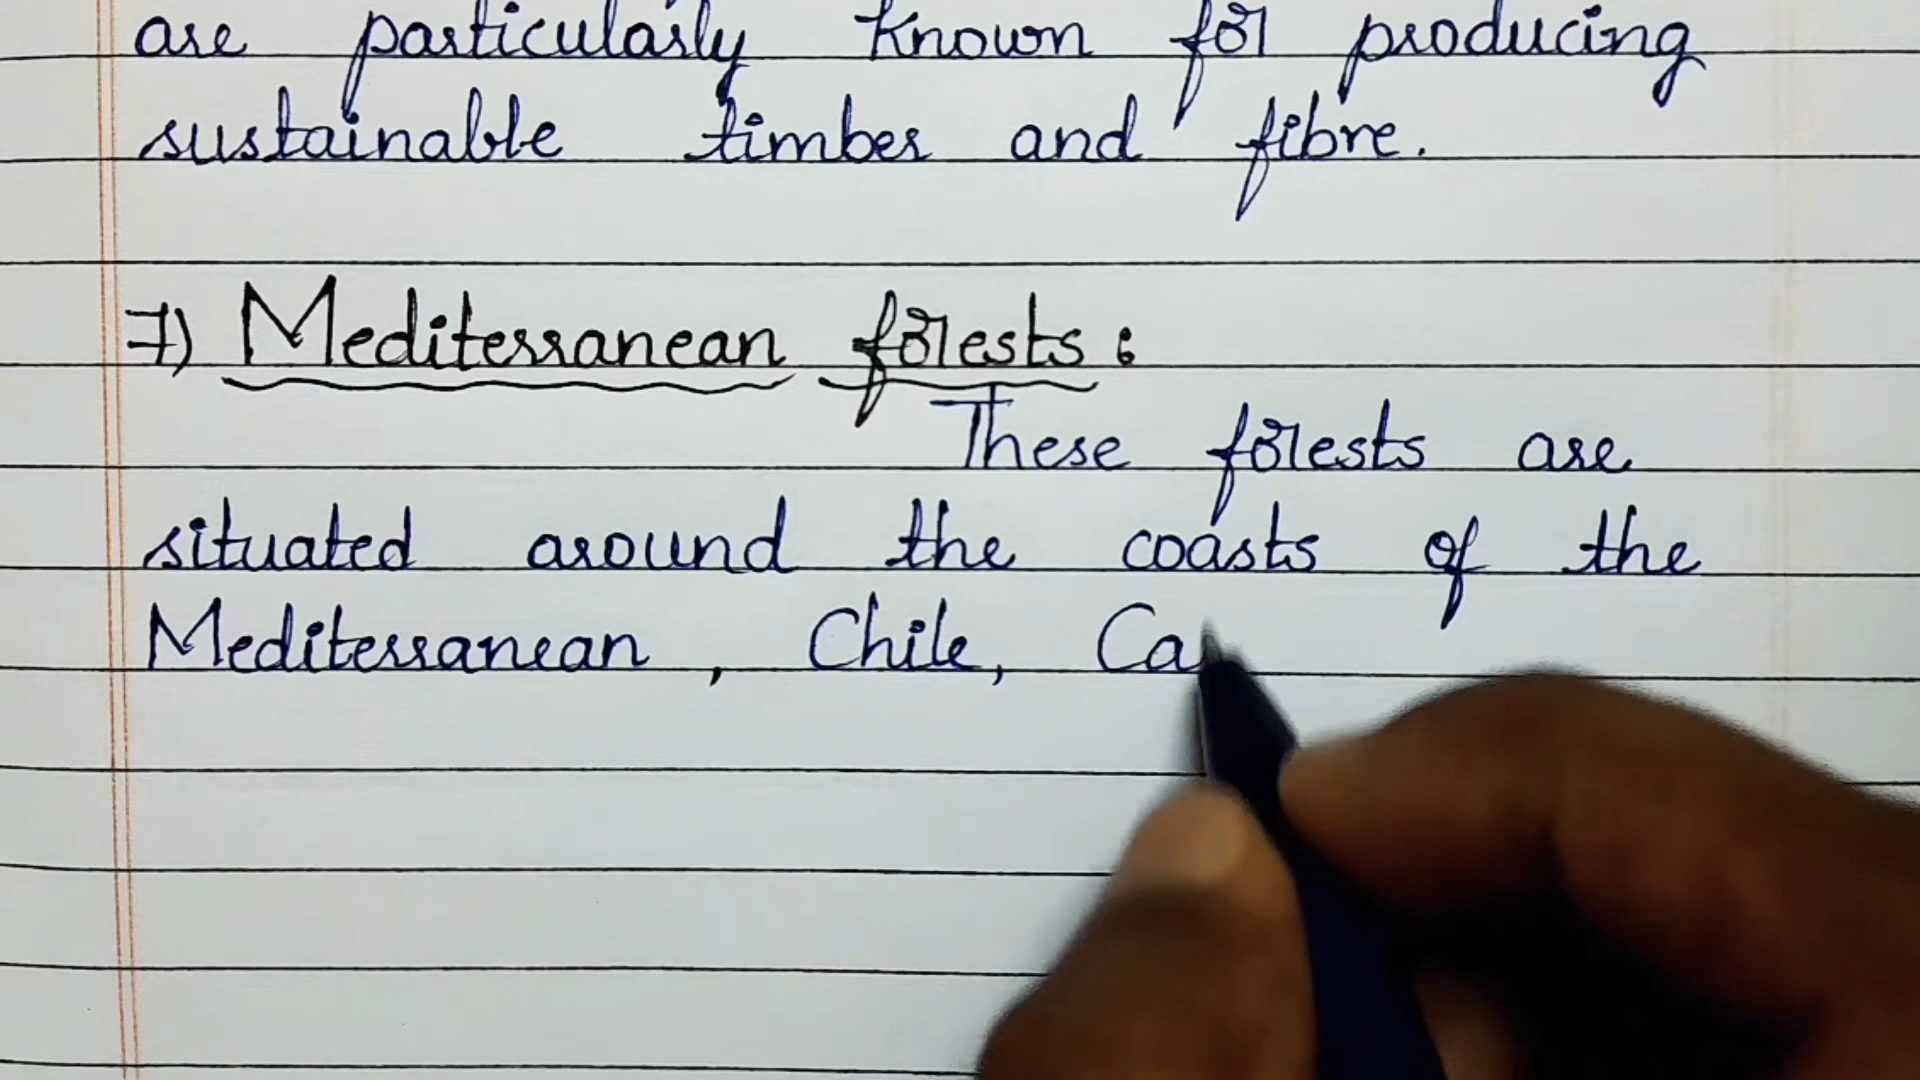 are particularly known for producing
sustainable timber and fibre.
7) Mediterranean forests:
These forests are
situated around the coasts of the
Mediterranean, Chile, Ca